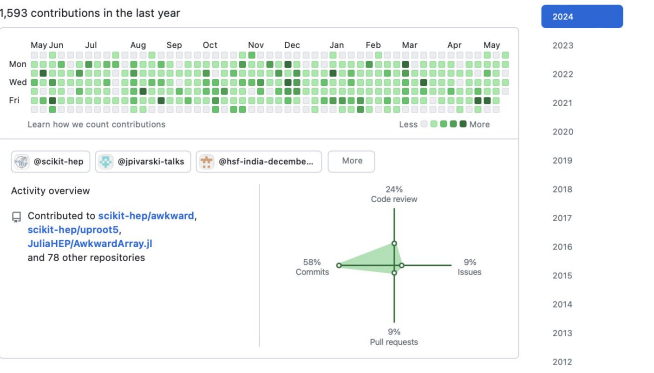 1,593 contributions in the last year
May Jun Jul Aug Sep Oct Nov Dec Jan Feb Mar Apr May
Mon
Wed
Fri
Learn how we count contributions
Less More
@scikit-hep @jpivarski-talks @hsf-india-decembe... More
Activity overview
Contributed to scikit-hep/awkward,
scikit-hep/uproot5,
JuliaHEP/AwkwardArray.jl
and 78 other repositories
24%
Code review
58%
Commits
9%
Issues
9%
Pull requests
2024
2023
2022
2021
2020
2019
2018
2017
2016
2015
2014
2013
2012